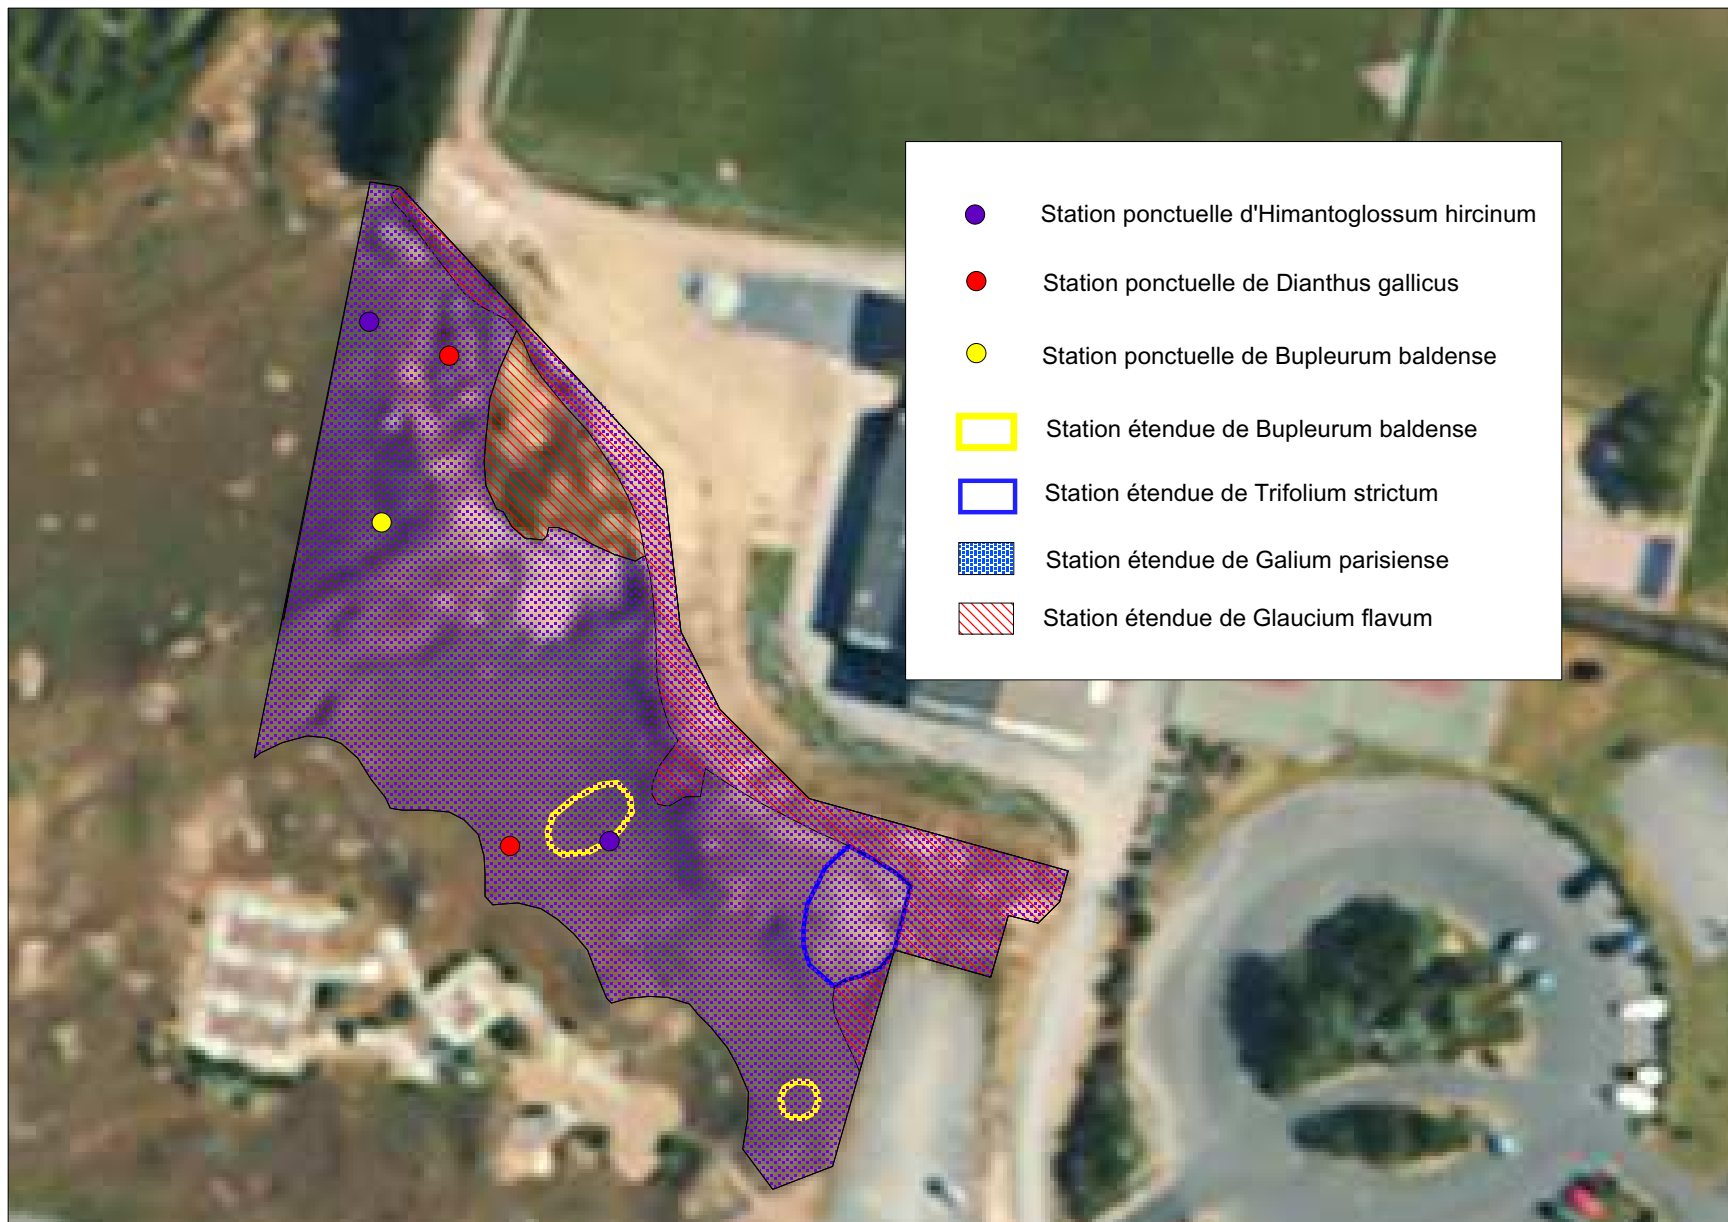 Station ponctuelle d'Himantoglossum hircinum
Station ponctuelle de Dianthus gallicus
Station ponctuelle de Bupleurum baldense
Station étendue de Bupleurum baldense
Station étendue de Trifolium strictum
Station étendue de Galium parisiense
Station étendue de Glaucium flavum